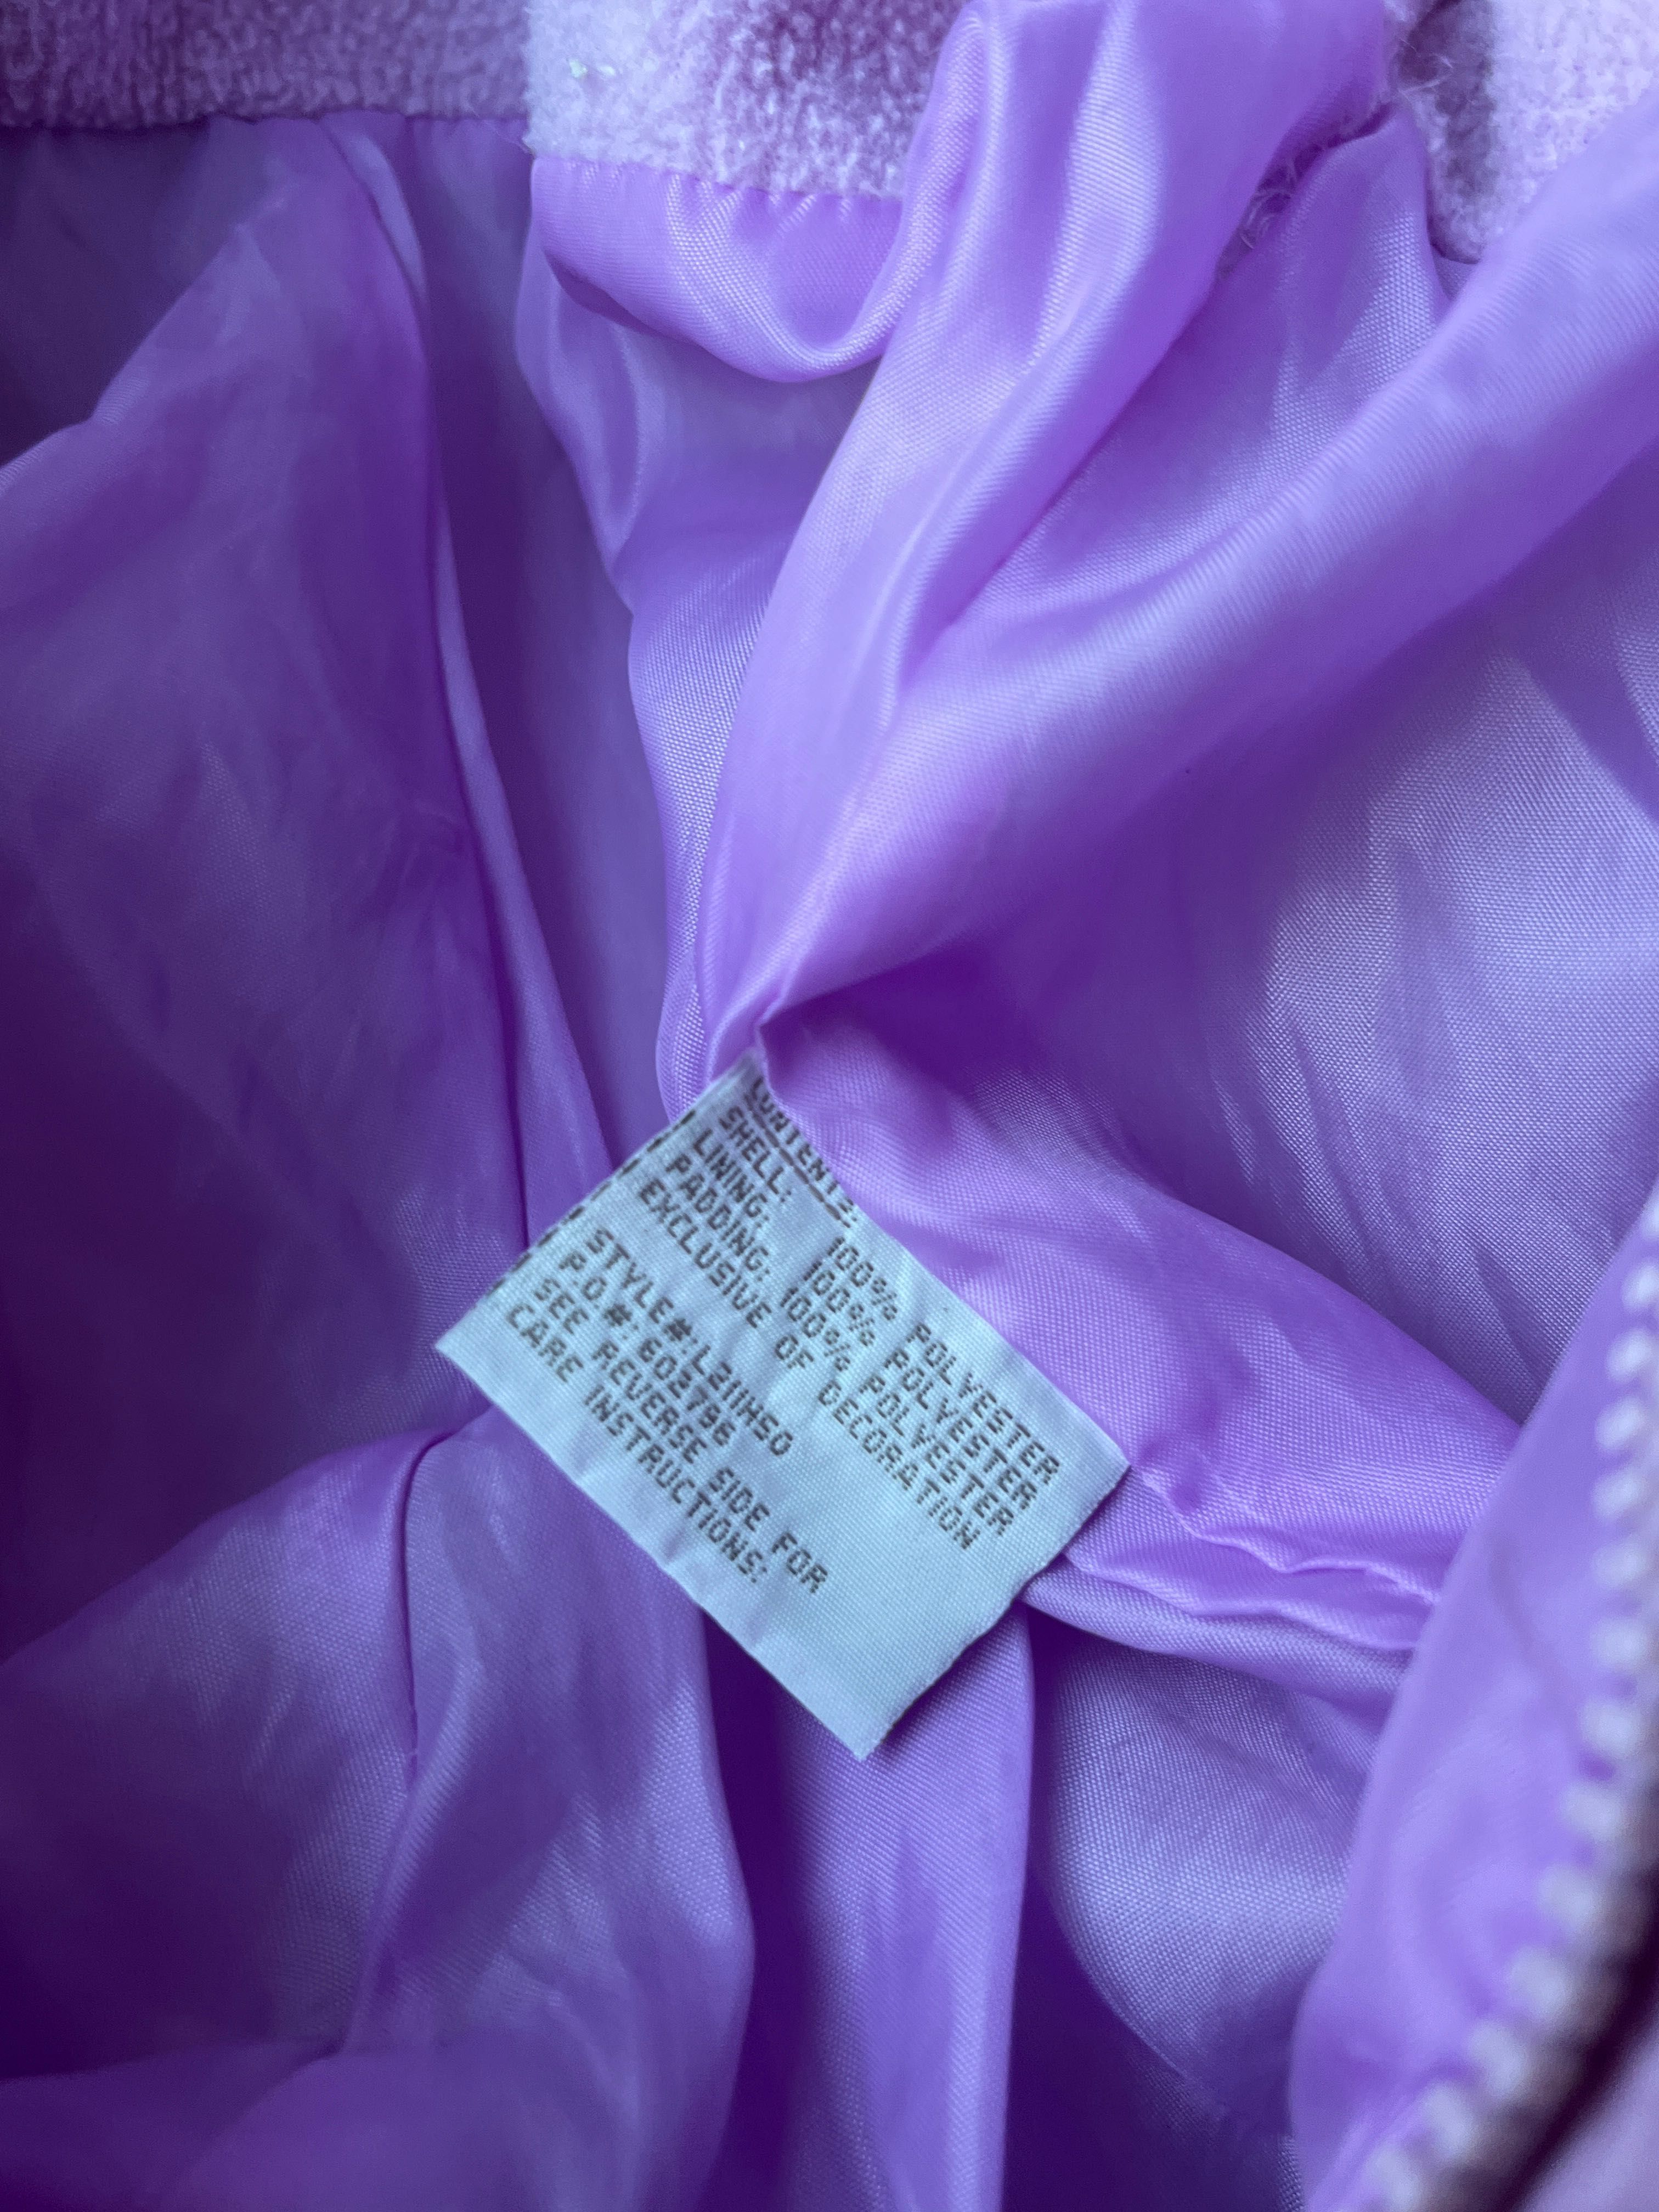 CONTENTS:
SHELL: 100% POLYESTER
LINING: 100% POLYESTER
PADDING: 100% POLYESTER
EXCLUSIVE OF DECORATION
STYLE#:L211H50
P.O.#:602796
SEE REVERSE SIDE FOR
CARE INSTRUCTIONS: